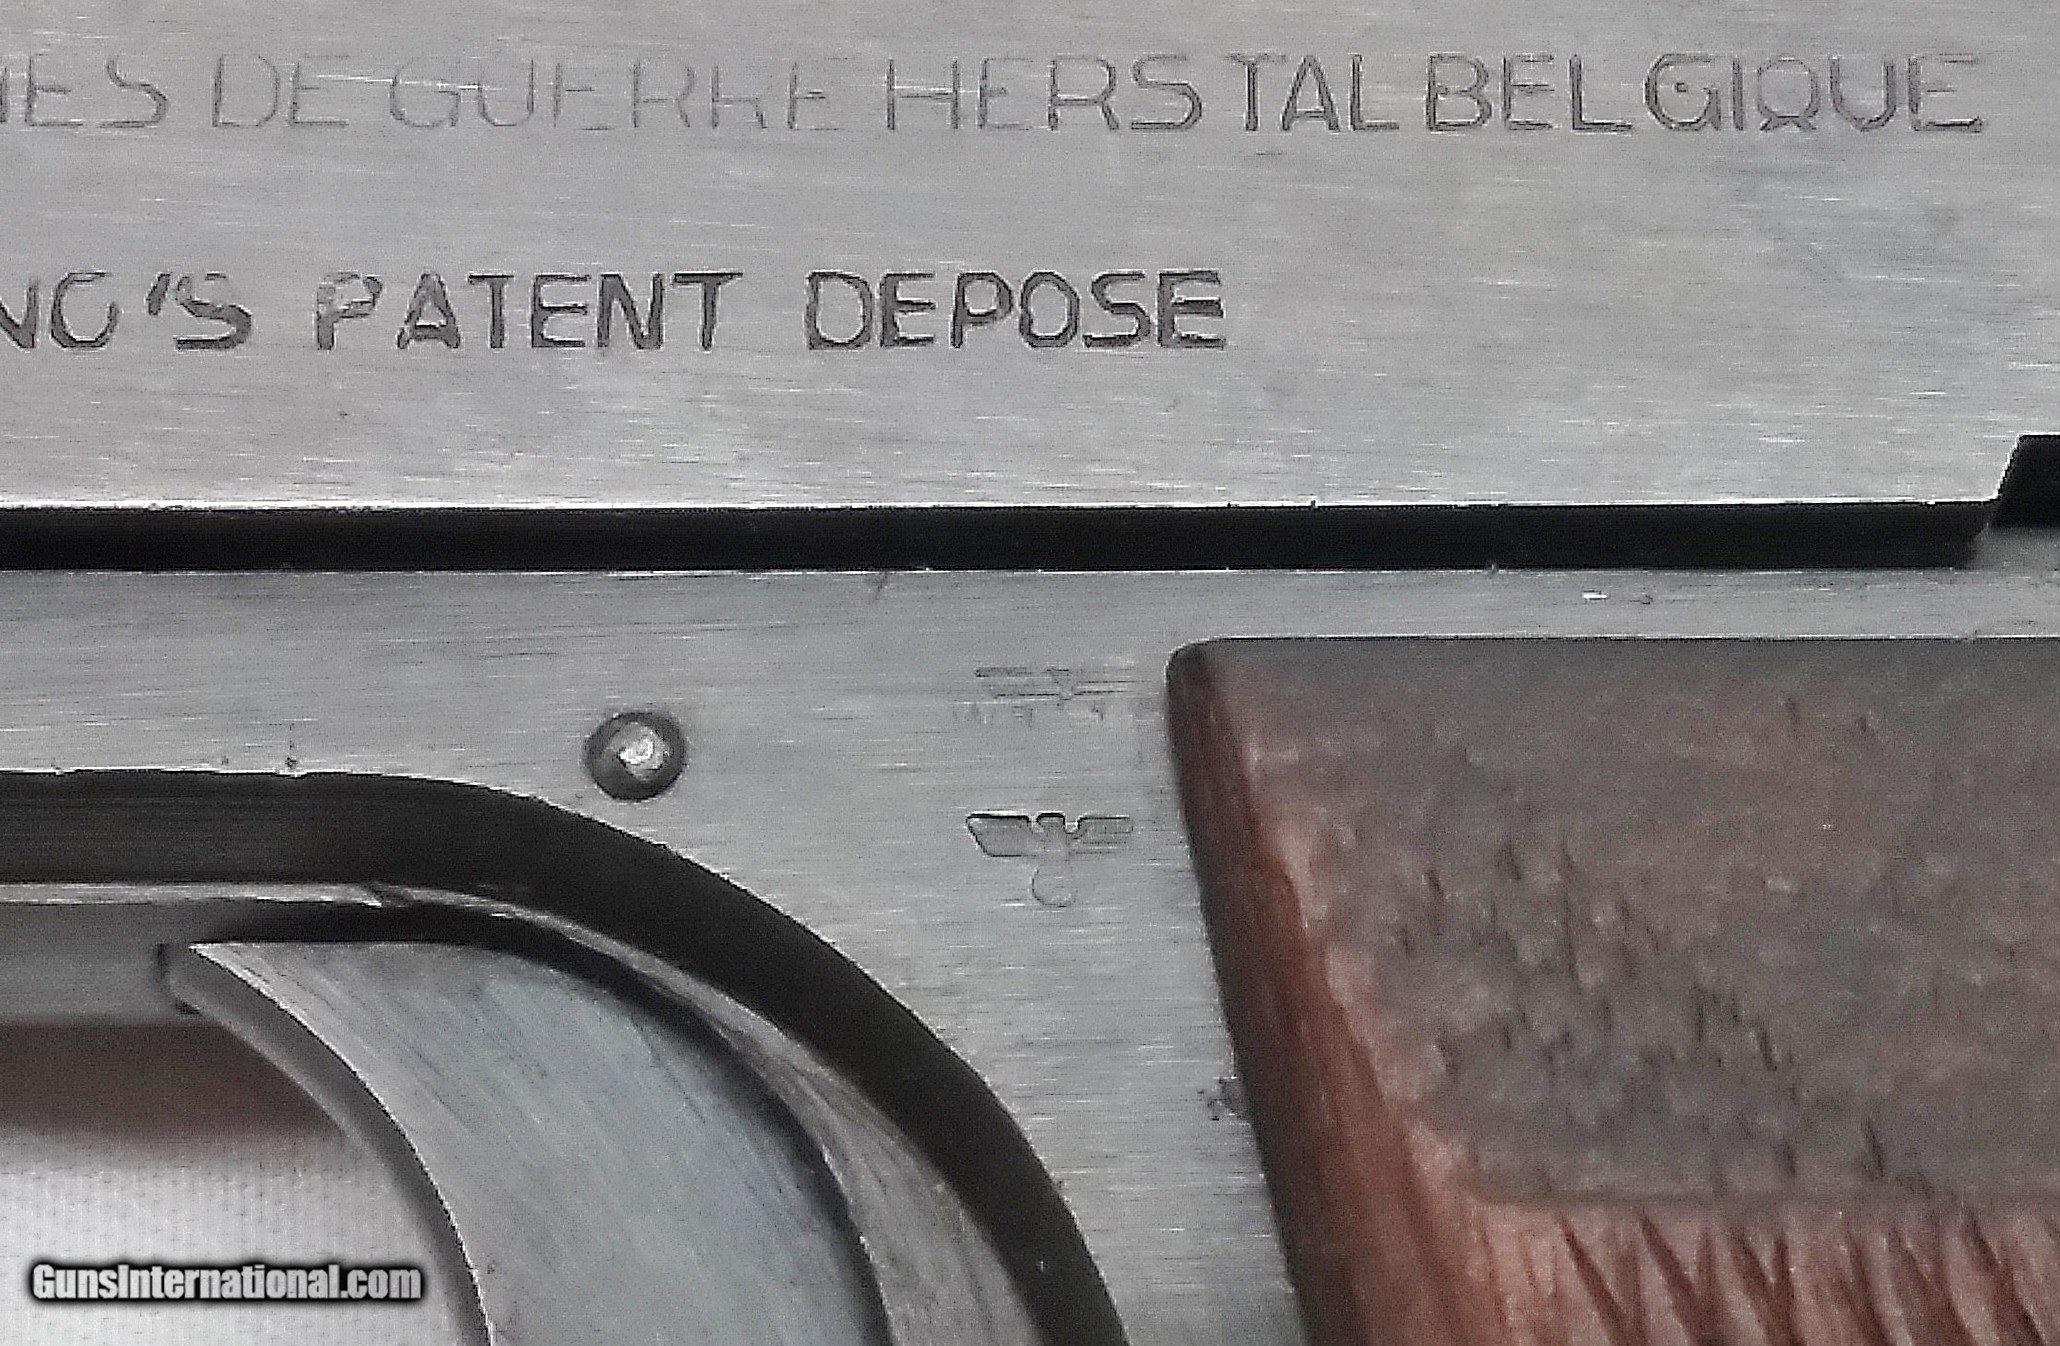 IES DE GUERRE HERSTAL BELGIQUE
NG'S PATENT DEPOSE
GunsInternational.com